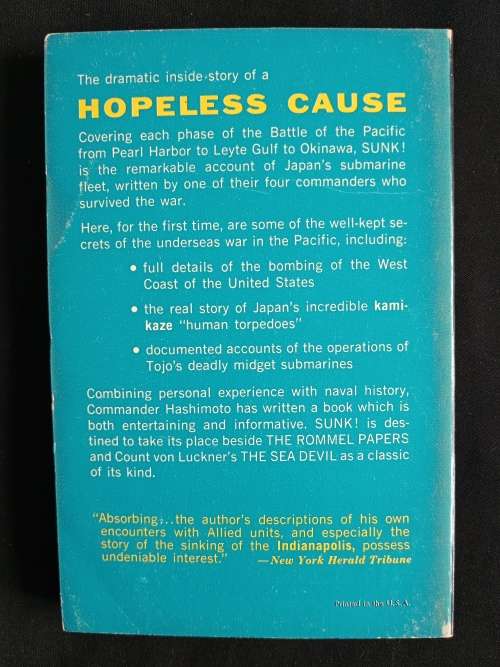 The dramatic inside story of a
HOPELESS CAUSE
Covering each phase of the Battle of the Pacific
from Pearl Harbor to Leyte Gulf to Okinawa, SUNK!
is the remarkable account of Japan's submarine
fleet, written by one of their four commanders who
survived the war.
Here, for the first time, are some of the well-kept se-
crets of the underseas war in the Pacific, including:
• full details of the bombing of the West
Coast of the United States
• the real story of Japan's incredible kami-
kaze "human torpedoes"
• documented accounts of the operations of
Tojo's deadly midget submarines
Combining personal experience with naval history,
Commander Hashimoto has written a book which is
both entertaining and informative. SUNK! is des-
tined to take its place beside THE ROMMEL PAPERS
and Count von Luckner's THE SEA DEVIL as a classic
of its kind.
"Absorbing...the author's descriptions of his own
encounters with Allied units, and especially the
story of the sinking of the Indianapolis, possess
undeniable interest." —New York Herald Tribune
Printed in the U.S.A.